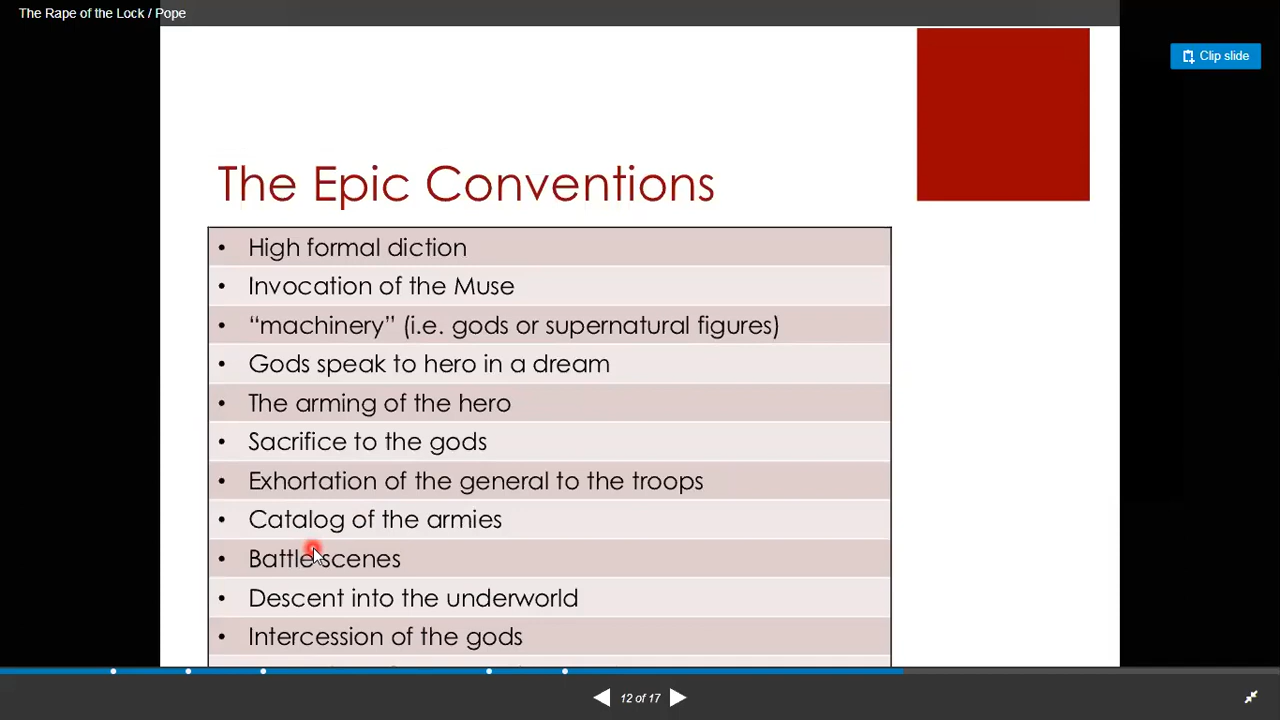 The Rape of the Lock / Pope
Clip slide
The Epic Conventions
• High formal diction
• Invocation of the Muse
• “machinery” (i.e. gods or supernatural figures)
• Gods speak to hero in a dream
• The arming of the hero
• Sacrifice to the gods
• Exhortation of the general to the troops
• Catalog of the armies
• Battle scenes
• Descent into the underworld
• Intercession of the gods
12 of 17